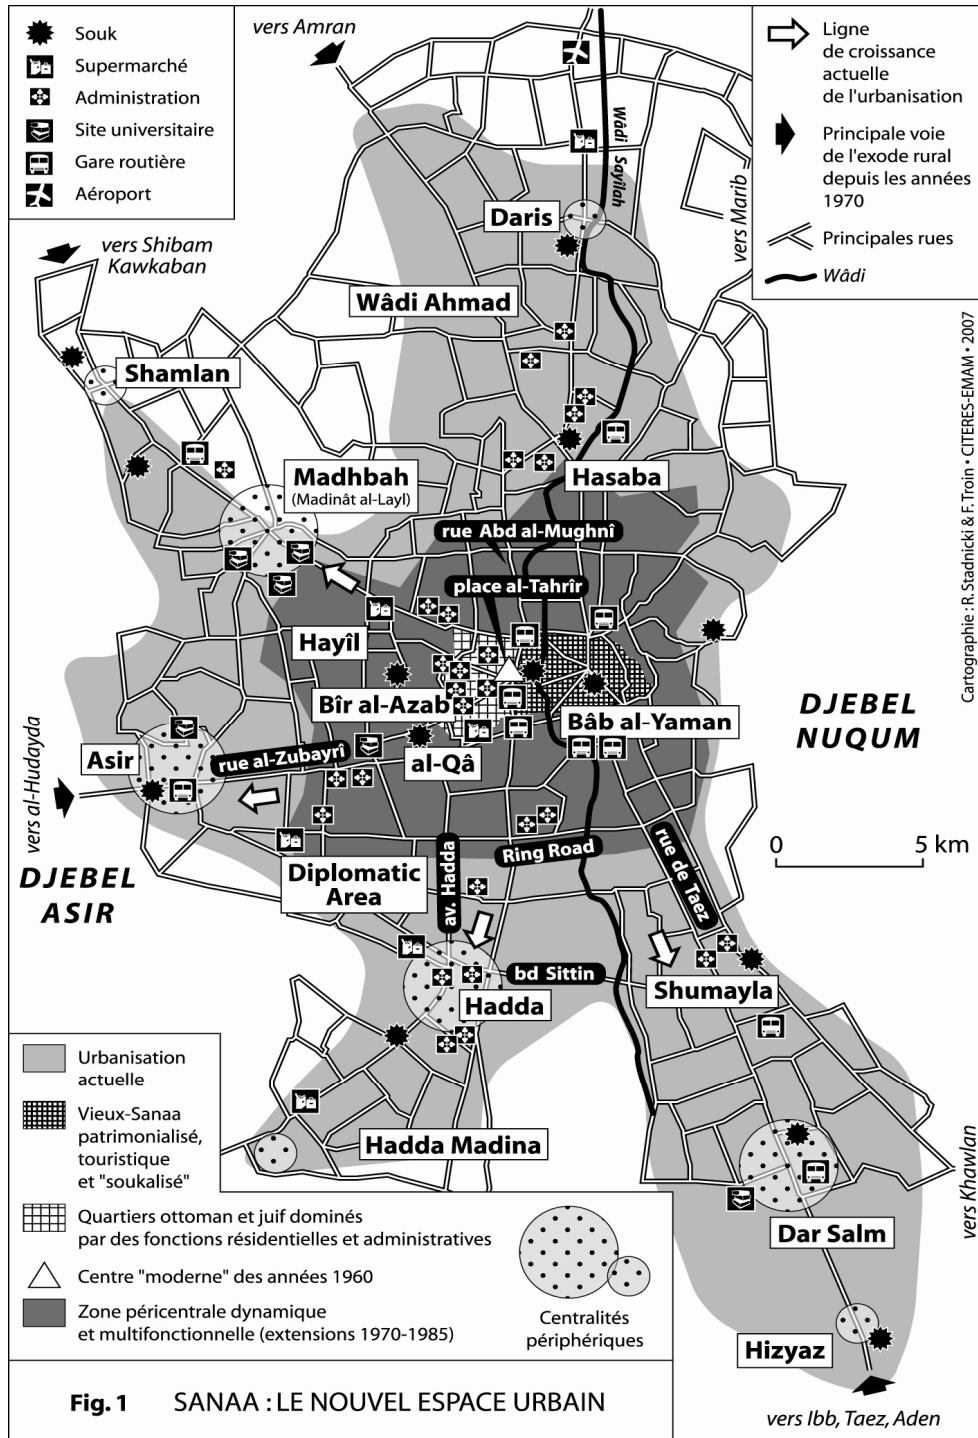 Souk
Supermarché
Administration
Site universitaire
Gare routière
Aéroport
vers Amran
Ligne
de croissance
actuelle
de l'urbanisation
Principale voie
de l'exode rural
depuis les années
1970
Principales rues
Wâdi
Wâdi Sayîlah
vers Marib
Daris
vers Shibam
Kawkaban
Wâdi Ahmad
Shamlan
Cartographie : R. Stadnicki & F. Troin • CITERES-EMAM • 2007
Madhbah
(Madinât al-Layl)
Hasaba
rue Abd al-Mughnî
place al-Tahrîr
Hayîl
Bîr al-Azab
Bâb al-Yaman
DJEBEL
NUQUM
Asir
rue al-Zubayrî
al-Qâ
vers al-Hudayda
0 5 km
DJEBEL
ASIR
Diplomatic
Area
av. Hadda
Ring Road
rue de Taez
bd Sittin
Hadda
Shumayla
Hadda Madina
vers Khawlan
Dar Salm
Hizyaz
vers Ibb, Taez, Aden
Urbanisation
actuelle
Vieux-Sanaa
patrimonialisé,
touristique
et "soukalisé"
Quartiers ottoman et juif dominés
par des fonctions résidentielles et administratives
Centre "moderne" des années 1960
Zone péricentrale dynamique
et multifonctionnelle (extensions 1970-1985)
Centralités
périphériques
Fig. 1 SANAA : LE NOUVEL ESPACE URBAIN